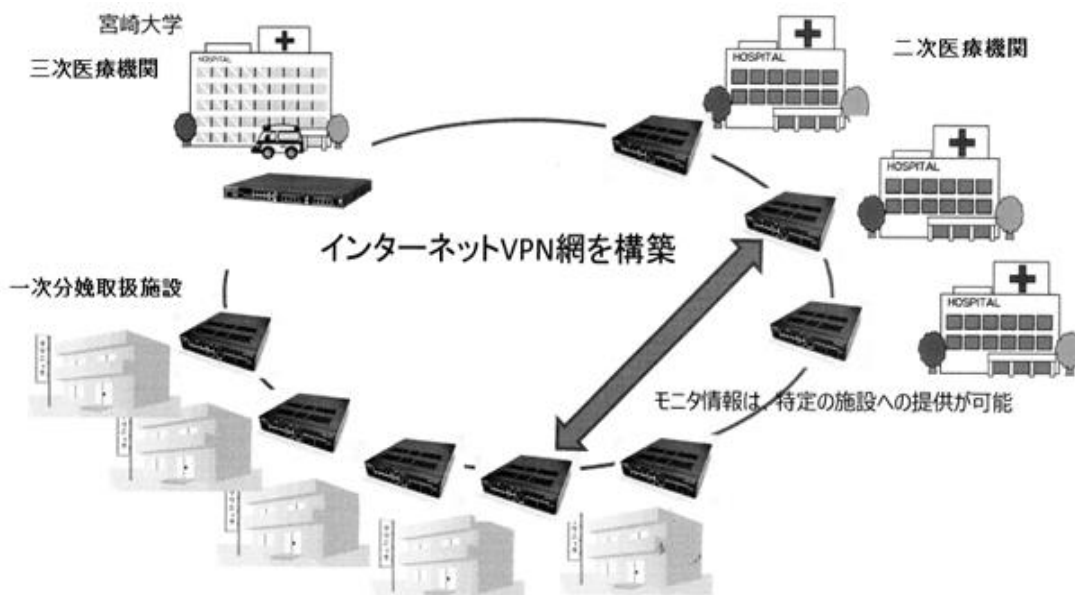 宮崎大学
三次医療機関
HOSPITAL
HOSPITAL
二次医療機関
HOSPITAL
インターネットVPN網を構築
一次分娩取扱施設
HOSPITAL
モニタ情報は、特定の施設への提供が可能